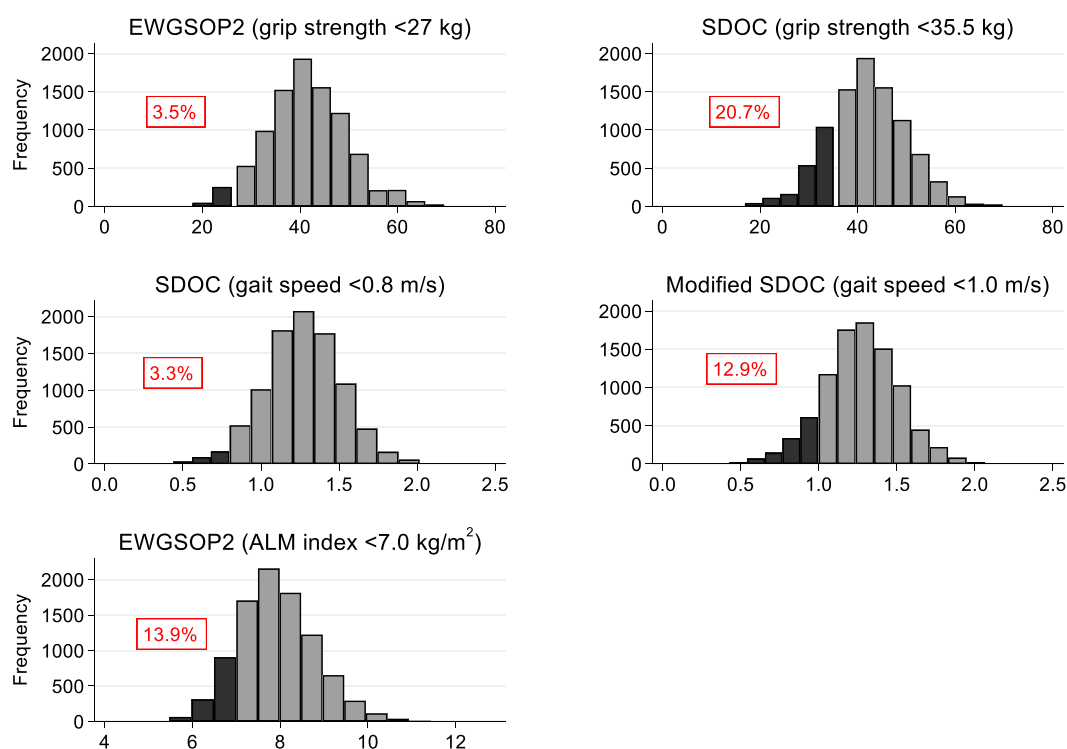 EWGSOP2 (grip strength <27 kg)
Frequency
2000
1500
1000
500
0
3.5%
0 20 40 60 80
SDOC (grip strength <35.5 kg)
2000
1500
1000
500
0
20.7%
0 20 40 60 80
SDOC (gait speed <0.8 m/s)
Frequency
2000
1500
1000
500
0
3.3%
0.0 0.5 1.0 1.5 2.0 2.5
Modified SDOC (gait speed <1.0 m/s)
2000
1500
1000
500
0
12.9%
0.0 0.5 1.0 1.5 2.0 2.5
EWGSOP2 (ALM index <7.0 kg/m²)
Frequency
2000
1500
1000
500
0
13.9%
4 6 8 10 12